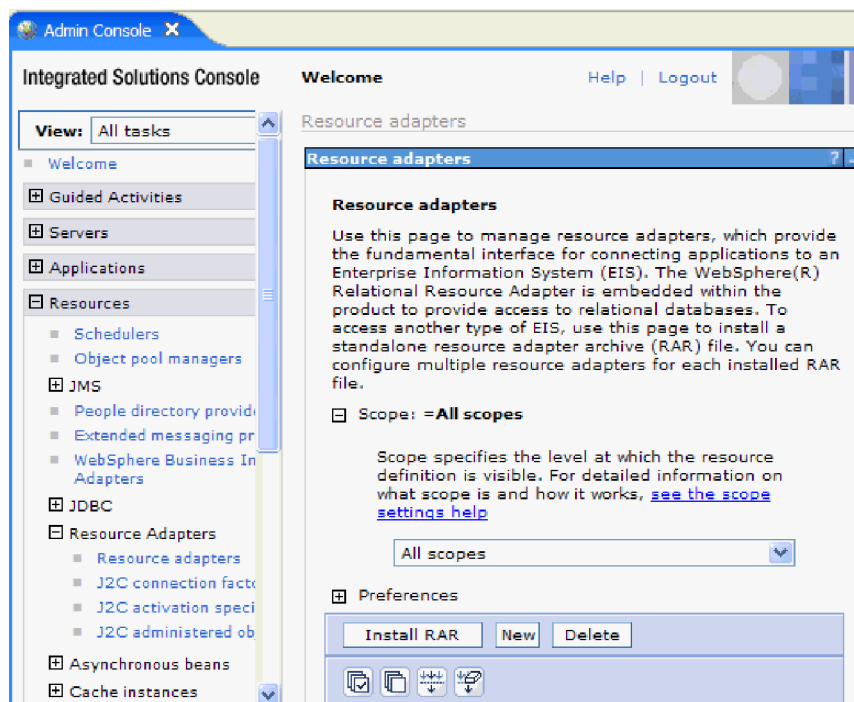 Admin Console
Integrated Solutions Console
Welcome
Help | Logout
View: All tasks
Welcome
Guided Activities
Servers
Applications
Resources
Schedulers
Object pool managers
JMS
People directory provid
Extended messaging pr
WebSphere Business In
Adapters
JDBC
Resource Adapters
Resource adapters
J2C connection facto
J2C activation speci
J2C administered ob
Asynchronous beans
Cache instances
Resource adapters
Resource adapters ?
Resource adapters
Use this page to manage resource adapters, which provide
the fundamental interface for connecting applications to an
Enterprise Information System (EIS). The WebSphere(R)
Relational Resource Adapter is embedded within the
product to provide access to relational databases. To
access another type of EIS, use this page to install a
standalone resource adapter archive (RAR) file. You can
configure multiple resource adapters for each installed RAR
file.
Scope: =All scopes
Scope specifies the level at which the resource
definition is visible. For detailed information on
what scope is and how it works, see the scope
settings help
All scopes
Preferences
Install RAR New Delete